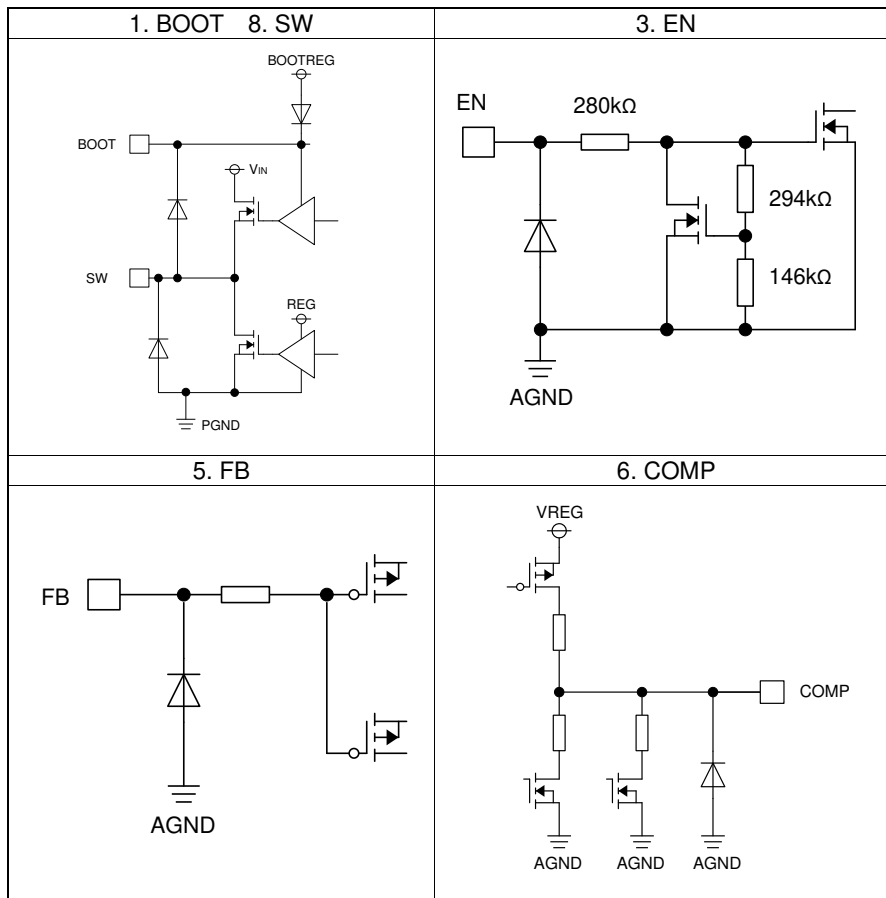 1. BOOT 8. SW
BOOTREG
BOOT
VIN
SW
REG
PGND
3. EN
EN
280kΩ
294kΩ
146kΩ
AGND
5. FB
FB
AGND
6. COMP
VREG
COMP
AGND AGND AGND